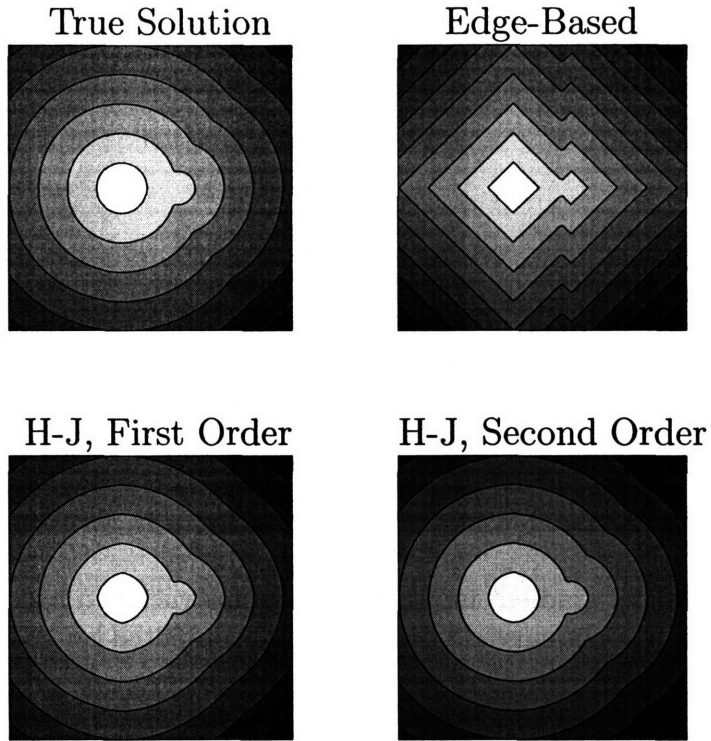 True Solution
Edge-Based
H-J, First Order
H-J, Second Order